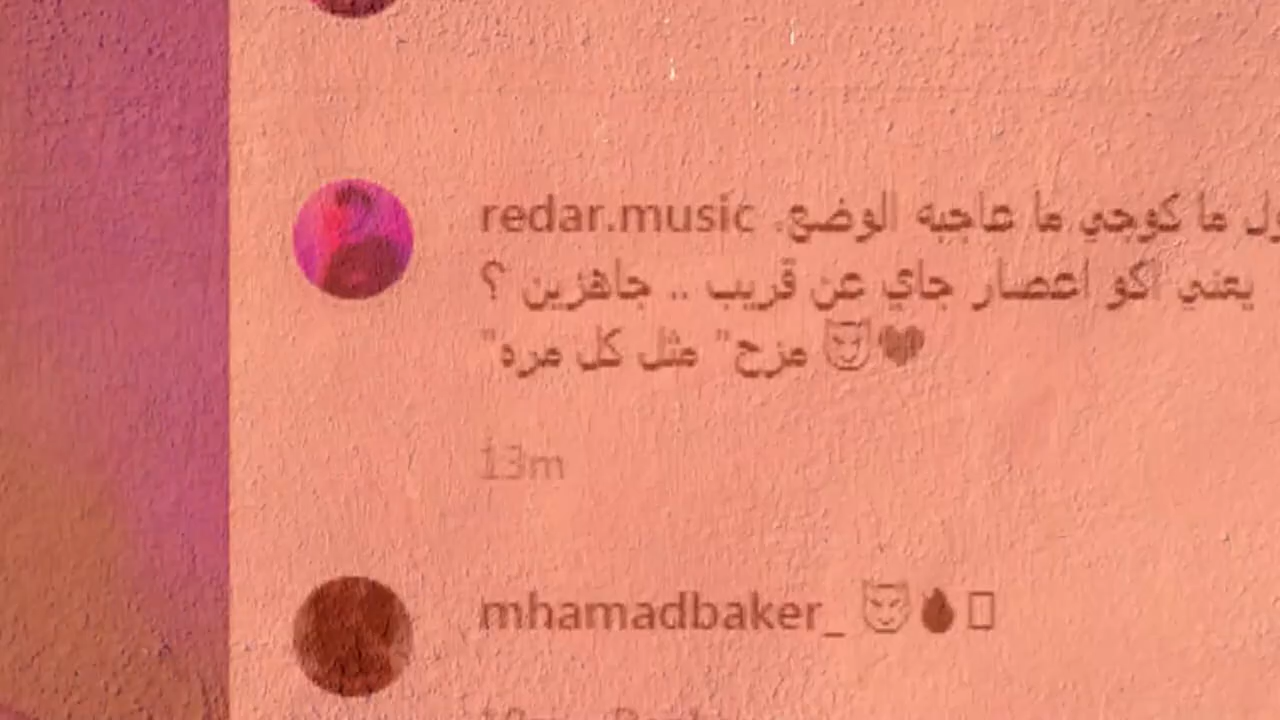 redar.music ما كوجي ما عاجبه الوضع.
يعني اكو اعصار جاي عن قريب .. جاهزين ؟
😈🖤 مزح" مثل كل مره"
13m
mhamadbaker_ 😈🔥